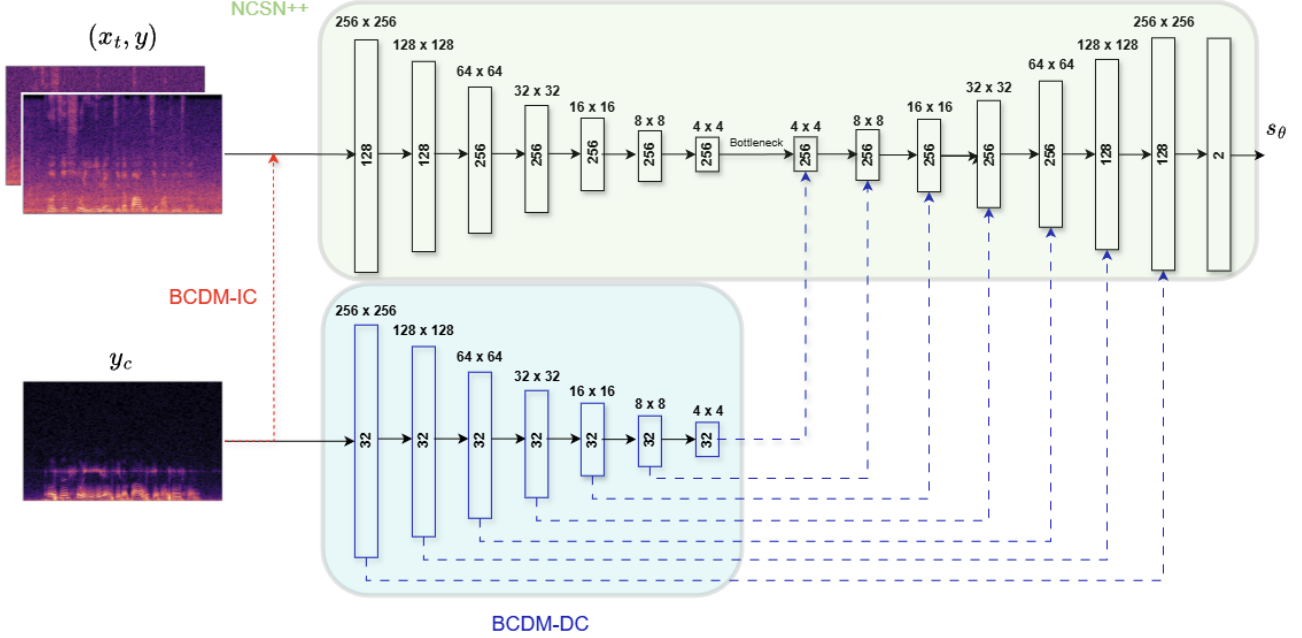 NCSN++
(x_t, y)
256 x 256
128 x 128
64 x 64
32 x 32
16 x 16
8 x 8
4 x 4
Bottleneck
4 x 4
8 x 8
16 x 16
32 x 32
64 x 64
128 x 128
256 x 256
128
128
256
256
256
256
256
256
256
256
256
256
128
128
2
s_θ
BCDM-IC
y_c
256 x 256
128 x 128
64 x 64
32 x 32
16 x 16
8 x 8
4 x 4
32
32
32
32
32
32
32
BCDM-DC